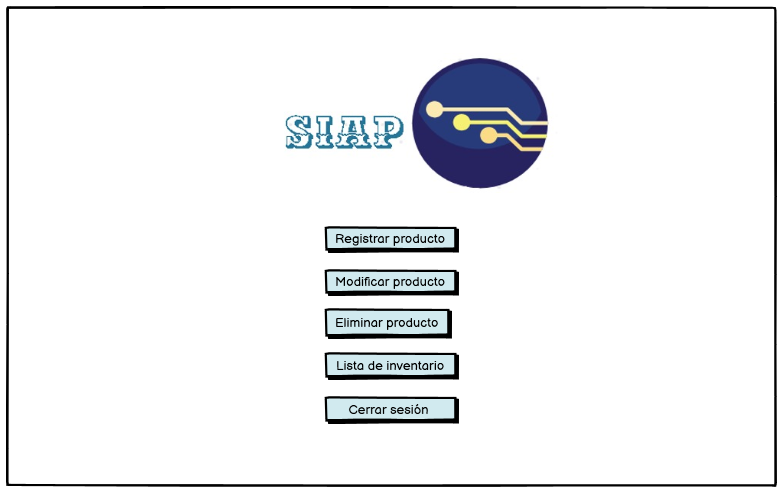 SIAP
Registrar producto
Modificar producto
Eliminar producto
Lista de inventario
Cerrar sesión